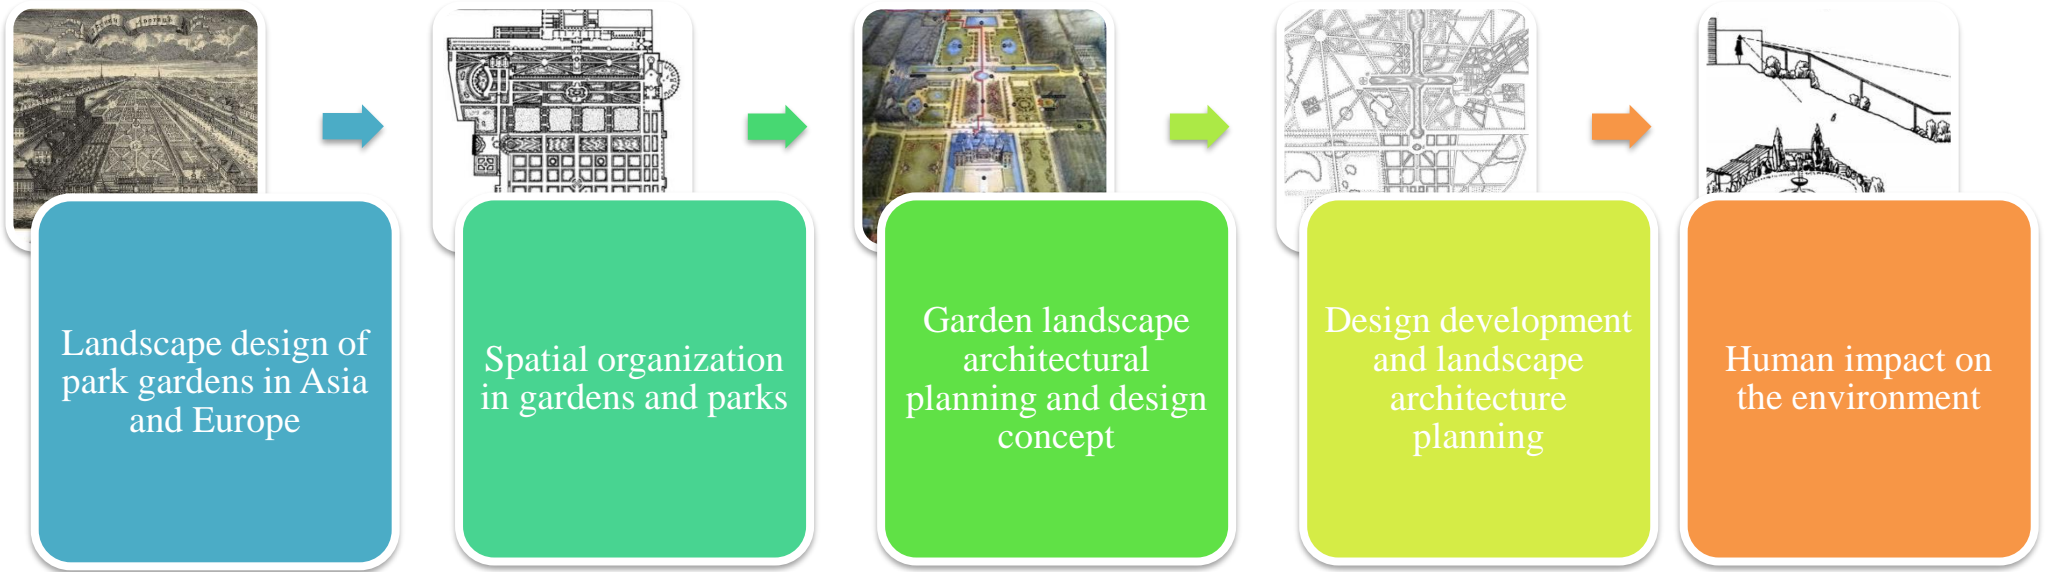 Landscape design of
park gardens in Asia
and Europe
Spatial organization
in gardens and parks
Garden landscape
architectural
planning and design
concept
Design development
and landscape
architecture
planning
Human impact on
the environment